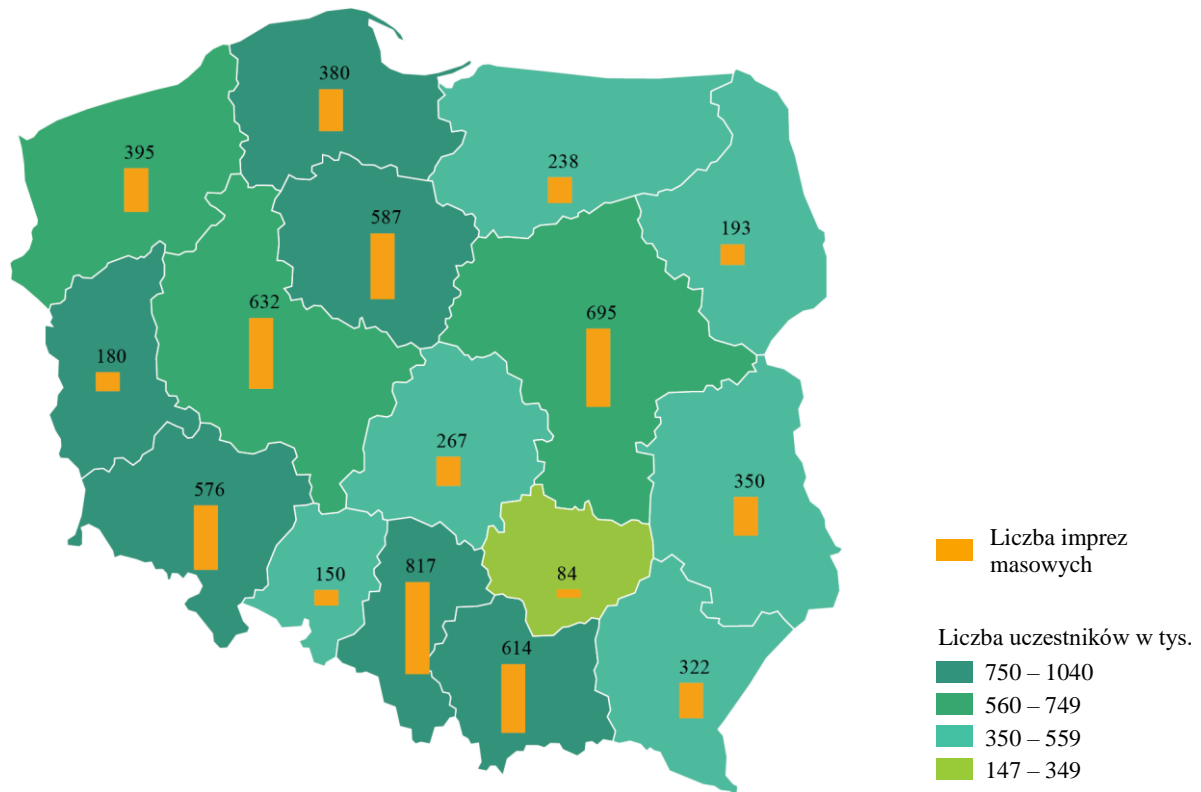 380
395
238
587
193
632
695
180
267
576
350
150
817
84
614
322
Liczba imprez
masowych
Liczba uczestników w tys.
750 – 1040
560 – 749
350 – 559
147 – 349